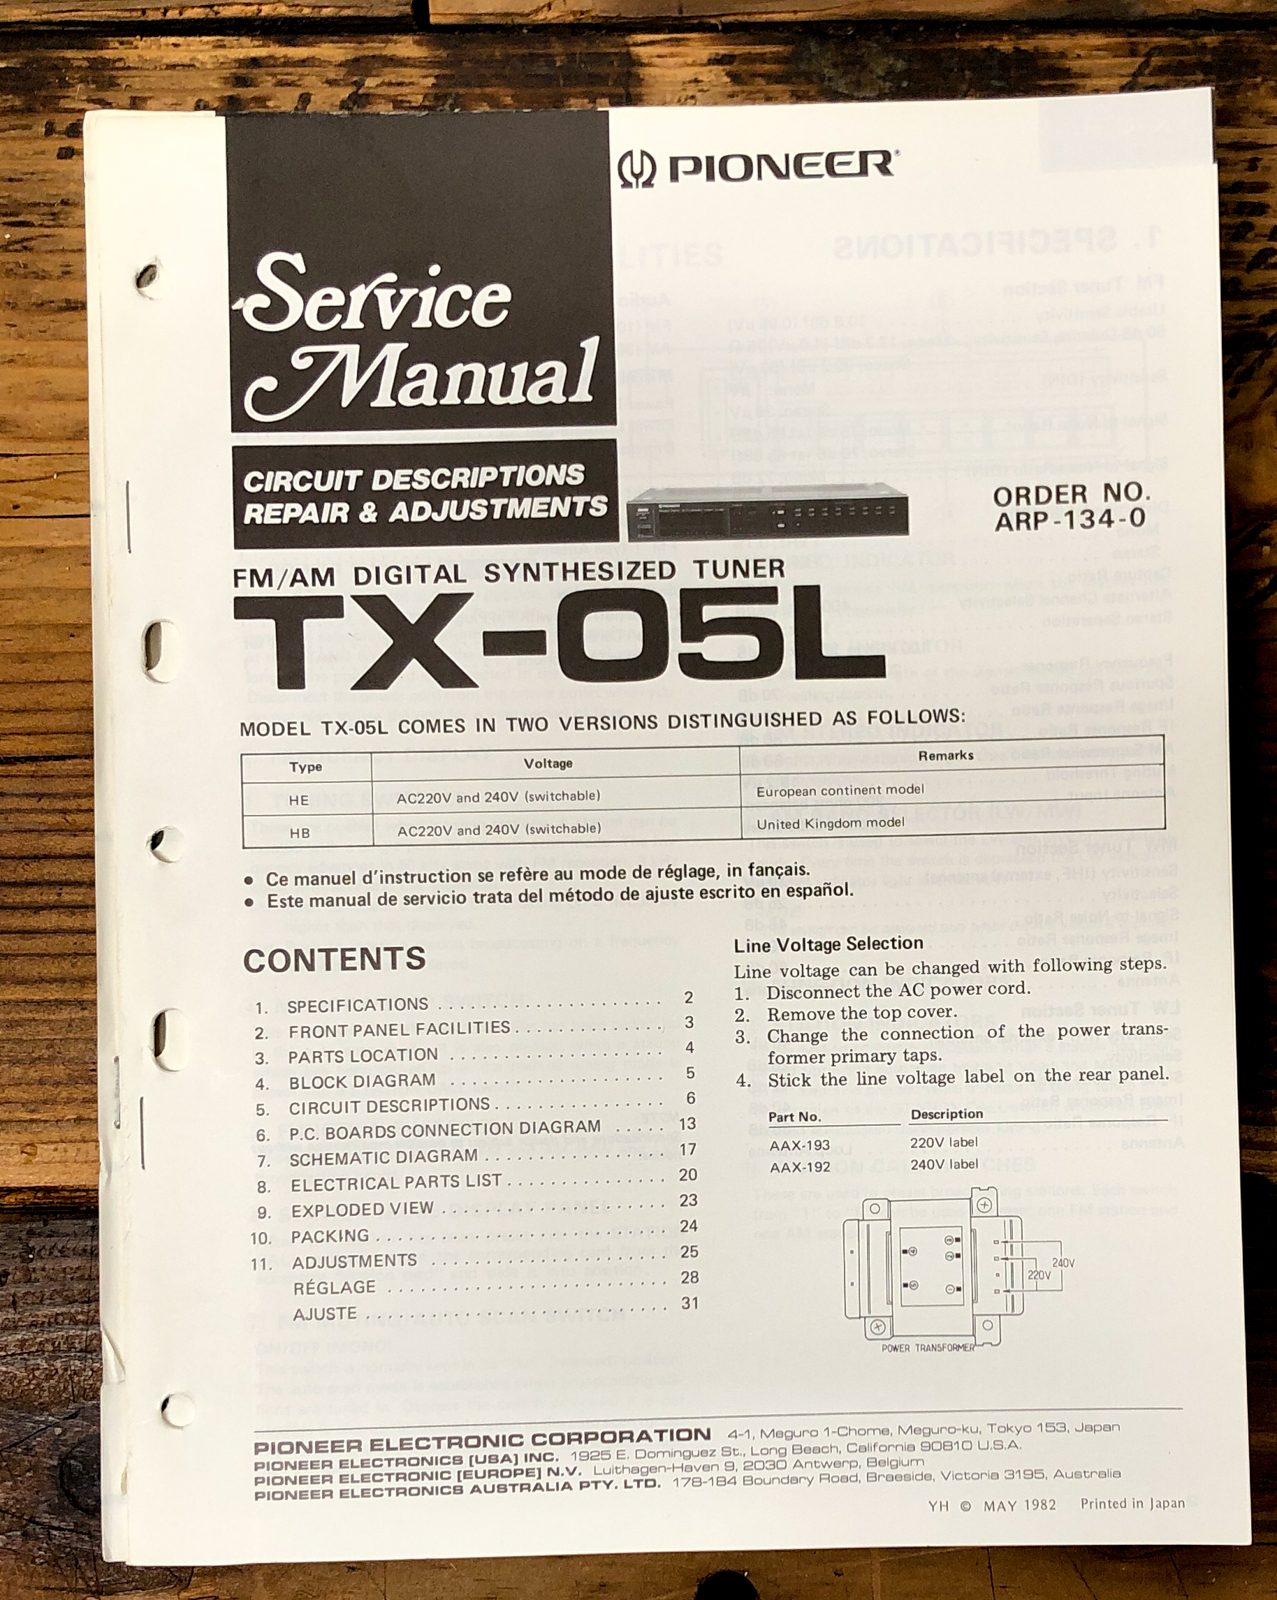 PIONEER®
Service
Manual
CIRCUIT DESCRIPTIONS
REPAIR & ADJUSTMENTS
ORDER NO.
ARP-134-0
FM/AM DIGITAL SYNTHESIZED TUNER
TX-05L
MODEL TX-05L COMES IN TWO VERSIONS DISTINGUISHED AS FOLLOWS:
Type Voltage Remarks
HE AC220V and 240V (switchable) European continent model
HB AC220V and 240V (switchable) United Kingdom model
● Ce manuel d'instruction se refère au mode de réglage, in fançais.
● Este manual de servicio trata del método de ajuste escrito en español.
CONTENTS
1. SPECIFICATIONS . . . . . . . . . . . . . . . . . . . . . . 2
2. FRONT PANEL FACILITIES . . . . . . . . . . . . . . 3
3. PARTS LOCATION . . . . . . . . . . . . . . . . . . . . 4
4. BLOCK DIAGRAM . . . . . . . . . . . . . . . . . . . . 5
5. CIRCUIT DESCRIPTIONS . . . . . . . . . . . . . . . . 6
6. P.C. BOARDS CONNECTION DIAGRAM . . . . . 13
7. SCHEMATIC DIAGRAM . . . . . . . . . . . . . . . . . 17
8. ELECTRICAL PARTS LIST . . . . . . . . . . . . . . . 20
9. EXPLODED VIEW . . . . . . . . . . . . . . . . . . . . . 23
10. PACKING . . . . . . . . . . . . . . . . . . . . . . . . . . . 24
11. ADJUSTMENTS . . . . . . . . . . . . . . . . . . . . . . 25
RÉGLAGE . . . . . . . . . . . . . . . . . . . . . . . . . . 28
AJUSTE . . . . . . . . . . . . . . . . . . . . . . . . . . . . 31
Line Voltage Selection
Line voltage can be changed with following steps.
1. Disconnect the AC power cord.
2. Remove the top cover.
3. Change the connection of the power trans-
former primary taps.
4. Stick the line voltage label on the rear panel.
Part No. Description
AAX-193 220V label
AAX-192 240V label
240V
220V
POWER TRANSFORMER
PIONEER ELECTRONIC CORPORATION 4-1, Meguro 1-Chome, Meguro-ku, Tokyo 153, Japan
PIONEER ELECTRONICS [USA] INC. 1925 E. Dominguez St., Long Beach, California 90810 U.S.A.
PIONEER ELECTRONIC [EUROPE] N.V. Luithagen-Haven 9, 2030 Antwerp, Belgium
PIONEER ELECTRONICS AUSTRALIA PTY. LTD. 178-184 Boundary Road, Braeside, Victoria 3195, Australia
YH © MAY 1982 Printed in Japan